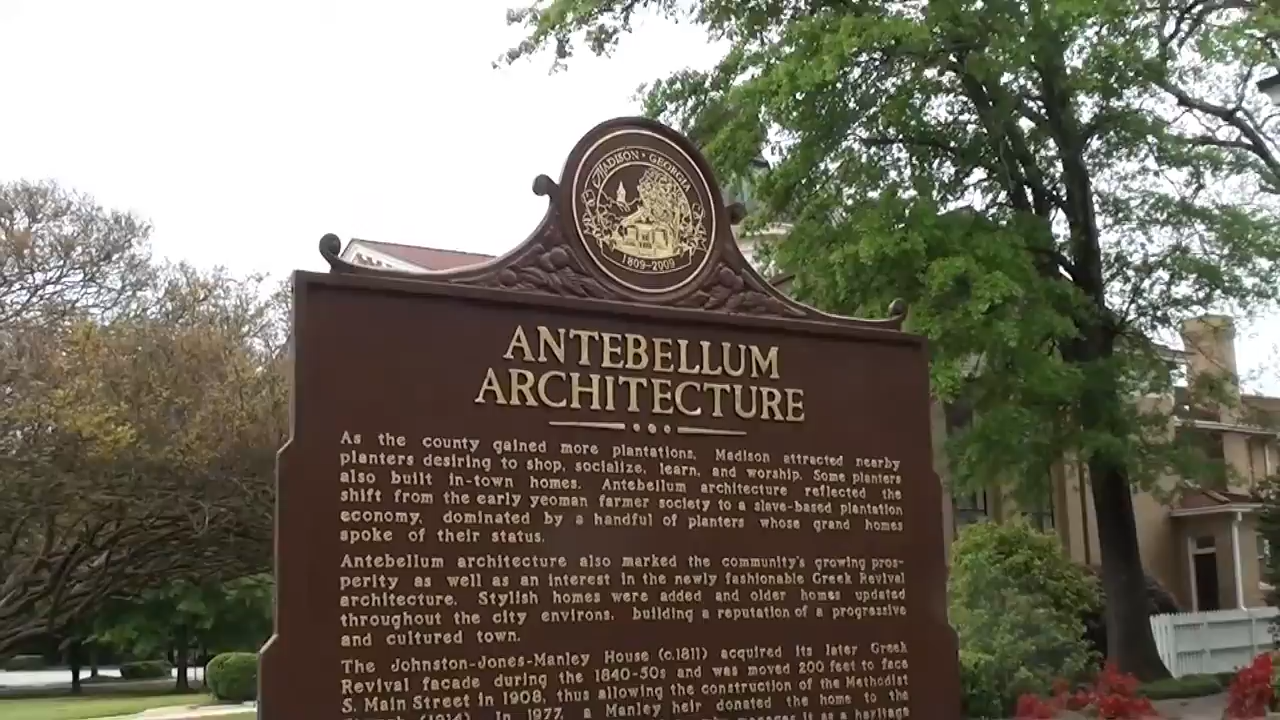 MADISON • GEORGIA
1809-2009
ANTEBELLUM
ARCHITECTURE
As the county gained more plantations, Madison attracted nearby
planters desiring to shop, socialize, learn, and worship. Some planters
also built in-town homes. Antebellum architecture reflected the
shift from the early yeoman farmer society to a slave-based plantation
economy, dominated by a handful of planters whose grand homes
spoke of their status.
Antebellum architecture also marked the community's growing pros-
perity as well as an interest in the newly fashionable Greek Revival
architecture. Stylish homes were added and older homes updated
throughout the city environs, building a reputation of a progressive
and cultured town.
The Johnston-Jones-Manley House (c.1811) acquired its later Greek
Revival facade during the 1840-50s and was moved 200 feet to face
S. Main Street in 1908, thus allowing the construction of the Methodist
Church (1914). In 1977, a Manley heir donated the home to the
manages it as a heritage